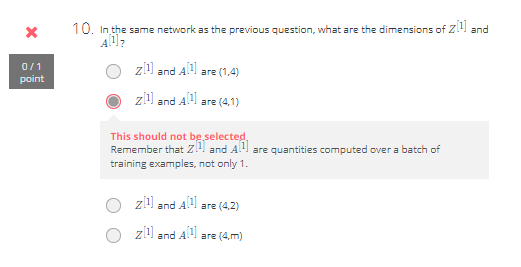 10. In the same network as the previous question, what are the dimensions of Z^[1] and
A^[1]?
0 / 1
point
Z^[1] and A^[1] are (1,4)
Z^[1] and A^[1] are (4,1)
This should not be selected
Remember that Z^[1] and A^[1] are quantities computed over a batch of
training examples, not only 1.
Z^[1] and A^[1] are (4,2)
Z^[1] and A^[1] are (4,m)